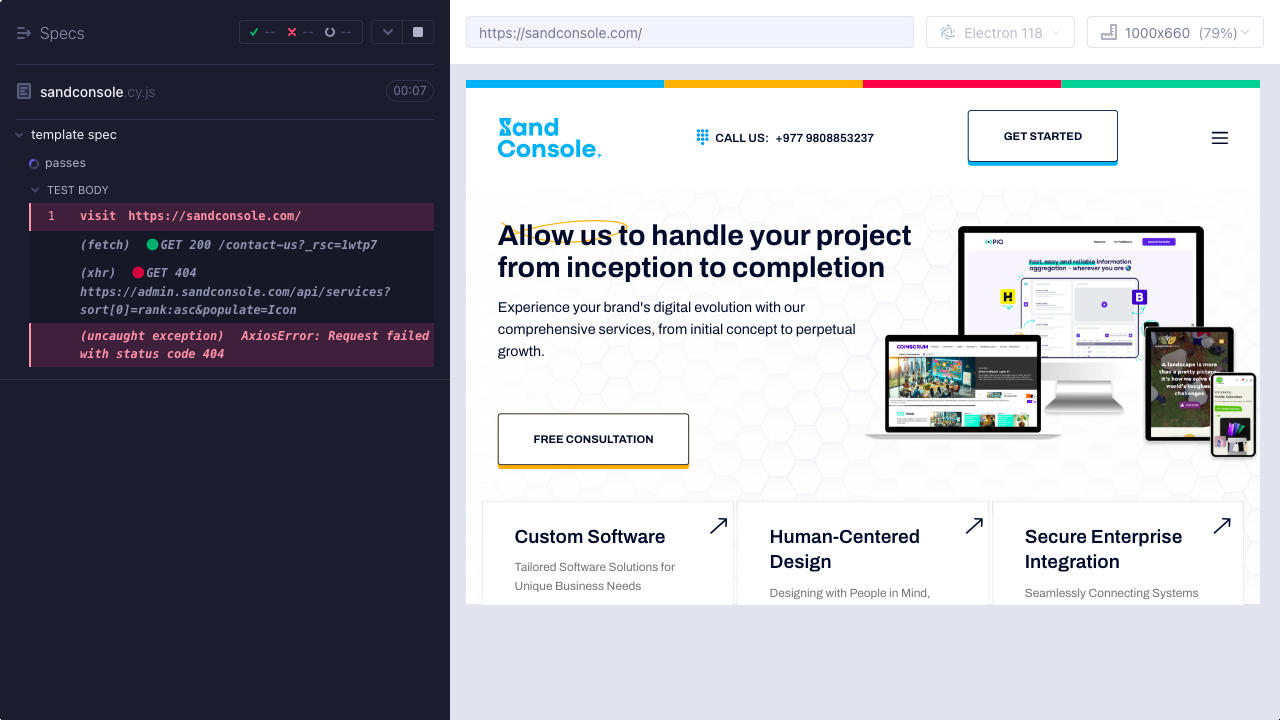 Specs
--
--
--
https://sandconsole.com/
Electron 118
1000x660 (79%)
sandconsole.cy.js
00:07
template spec
passes
TEST BODY
1 visit https://sandconsole.com/
(fetch) GET 200 /contact-us?_rsc=1wtp7
(xhr) GET 404
https://admin.sandconsole.com/api/services?
sort[0]=rank:asc&populate=Icon
(uncaught exception) AxiosError: Request failed
with status code 404
Sand
Console
CALL US: +977 9808853237
GET STARTED
Allow us to handle your project
from inception to completion
Experience your brand's digital evolution with our
comprehensive services, from initial concept to perpetual
growth.
FREE CONSULTATION
PIQ
Fast, easy and reliable information
aggregation - wherever you are
H
B
COINSCRUM
A landscape is more
than a pretty picture,
it's how we solve the
world's toughest
challenges
Custom Software
Tailored Software Solutions for
Unique Business Needs
Human-Centered
Design
Designing with People in Mind,
Secure Enterprise
Integration
Seamlessly Connecting Systems